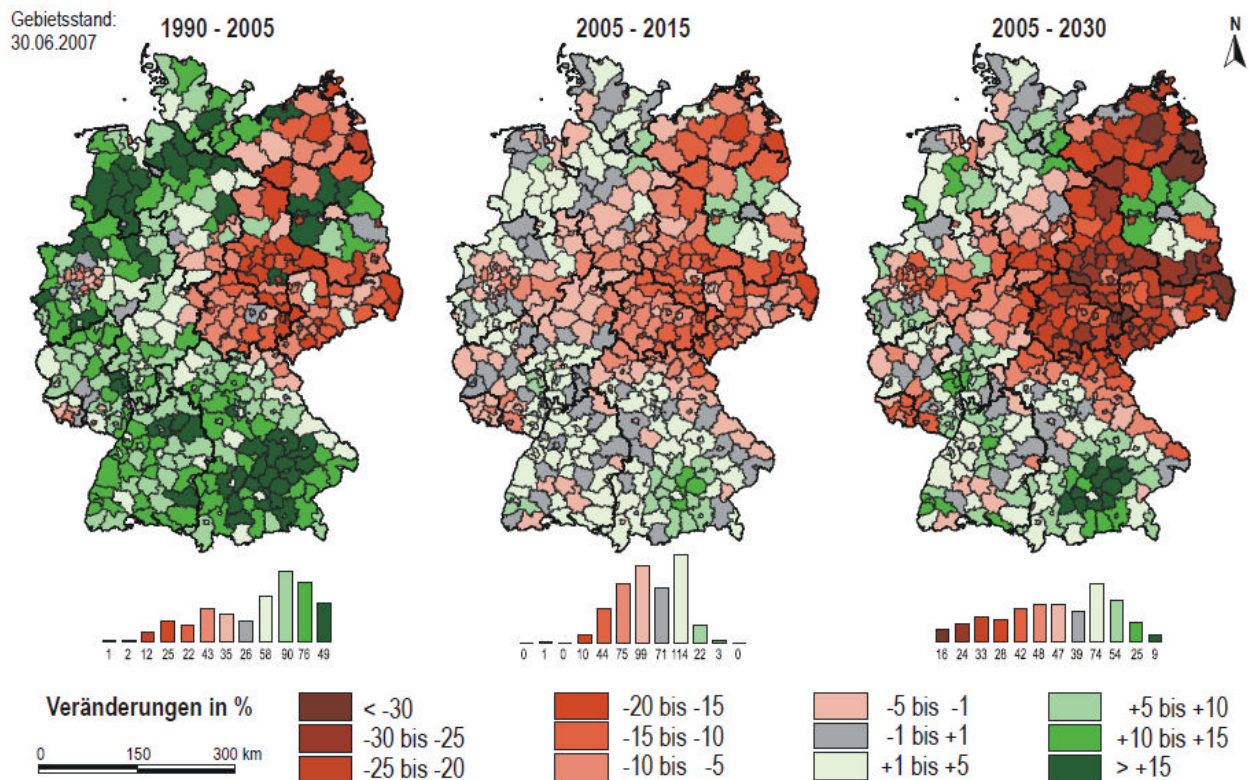 Gebietsstand:
30.06.2007
1990 - 2005
2005 - 2015
2005 - 2030
N
1 2 12 25 22 43 35 26 58 90 76 49
0 1 0 10 44 75 99 71 114 22 3 0
16 24 33 28 42 48 47 39 74 54 25 9
Veränderungen in %
0 150 300 km
< -30
-30 bis -25
-25 bis -20
-20 bis -15
-15 bis -10
-10 bis -5
-5 bis -1
-1 bis +1
+1 bis +5
+5 bis +10
+10 bis +15
> +15